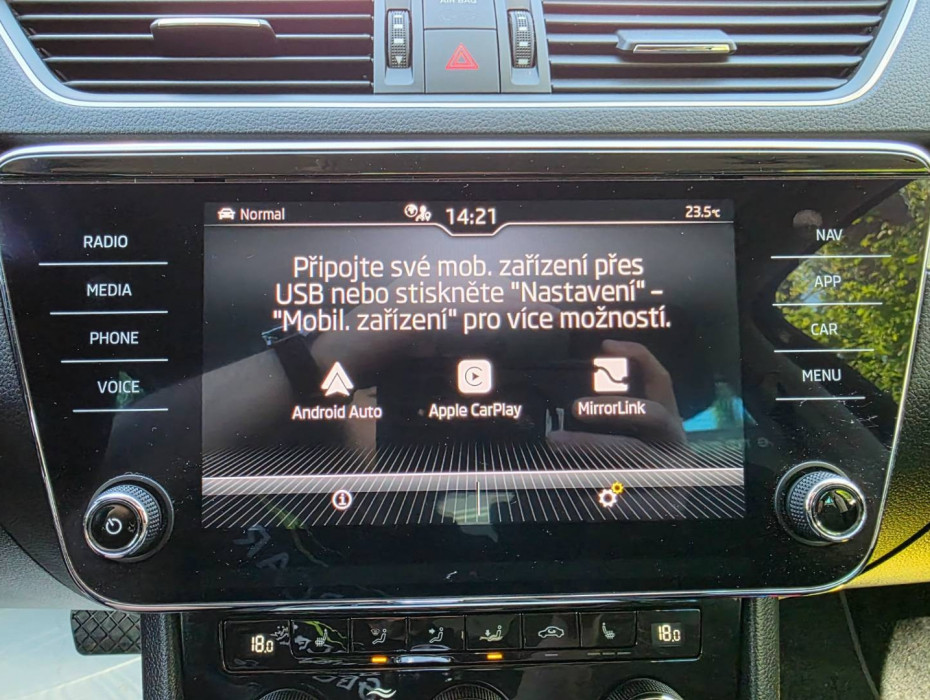 AIR BAG
Normal
14:21
23.5°C
RADIO
MEDIA
PHONE
VOICE
Připojte své mob. zařízení přes
USB nebo stiskněte "Nastavení" –
"Mobil. zařízení" pro více možností.
Android Auto
Apple CarPlay
MirrorLink
NAV
APP
CAR
MENU
18.0
18.0